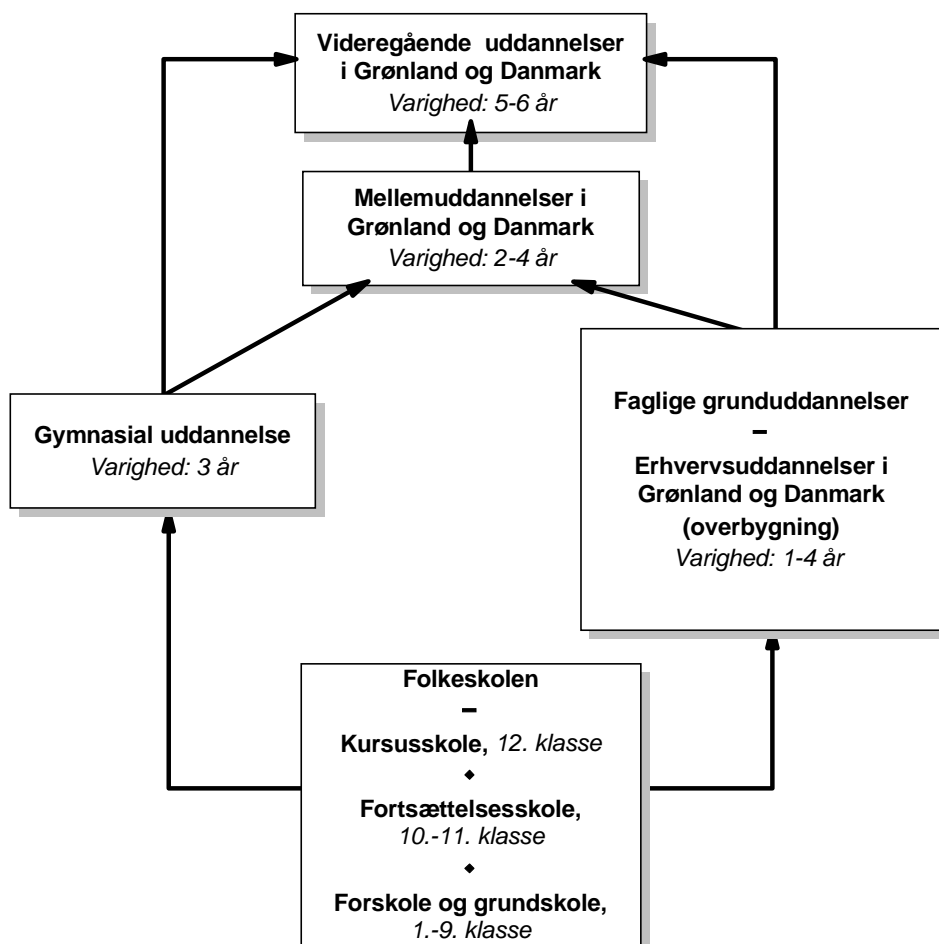 Videregående uddannelser
i Grønland og Danmark
Varighed: 5-6 år
Mellemuddannelser i
Grønland og Danmark
Varighed: 2-4 år
Gymnasial uddannelse
Varighed: 3 år
Faglige grunduddannelser
–
Erhvervsuddannelser i
Grønland og Danmark
(overbygning)
Varighed: 1-4 år
Folkeskolen
–
Kursusskole, 12. klasse
Fortsættelsesskole,
10.-11. klasse
Forskole og grundskole,
1.-9. klasse